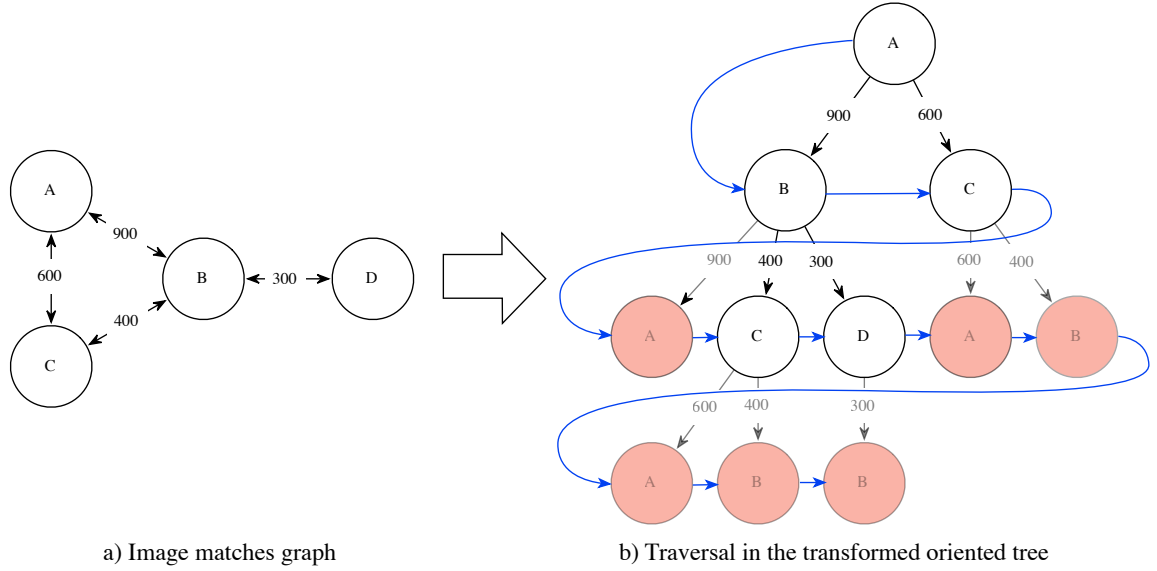 A
900
600
B
400
C
300
D
A
900
600
B
C
900
400
300
600
400
A
C
D
A
B
600
400
300
A
B
B
a) Image matches graph
b) Traversal in the transformed oriented tree